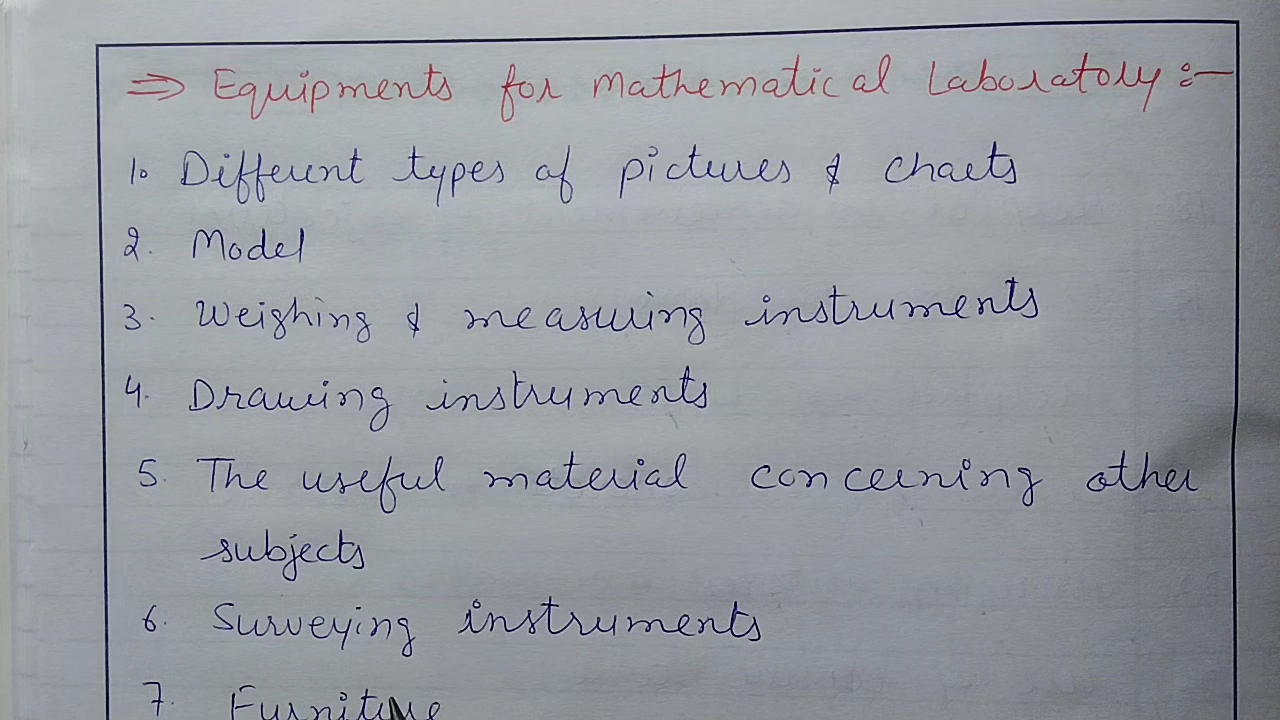 ⇒ Equipments for Mathematical Laboratory :-
1. Different types of pictures & charts
2. Model
3. Weighing & measuring instruments
4. Drawing instruments
5. The useful material concerning other
subjects
6. Surveying instruments
7. Furniture